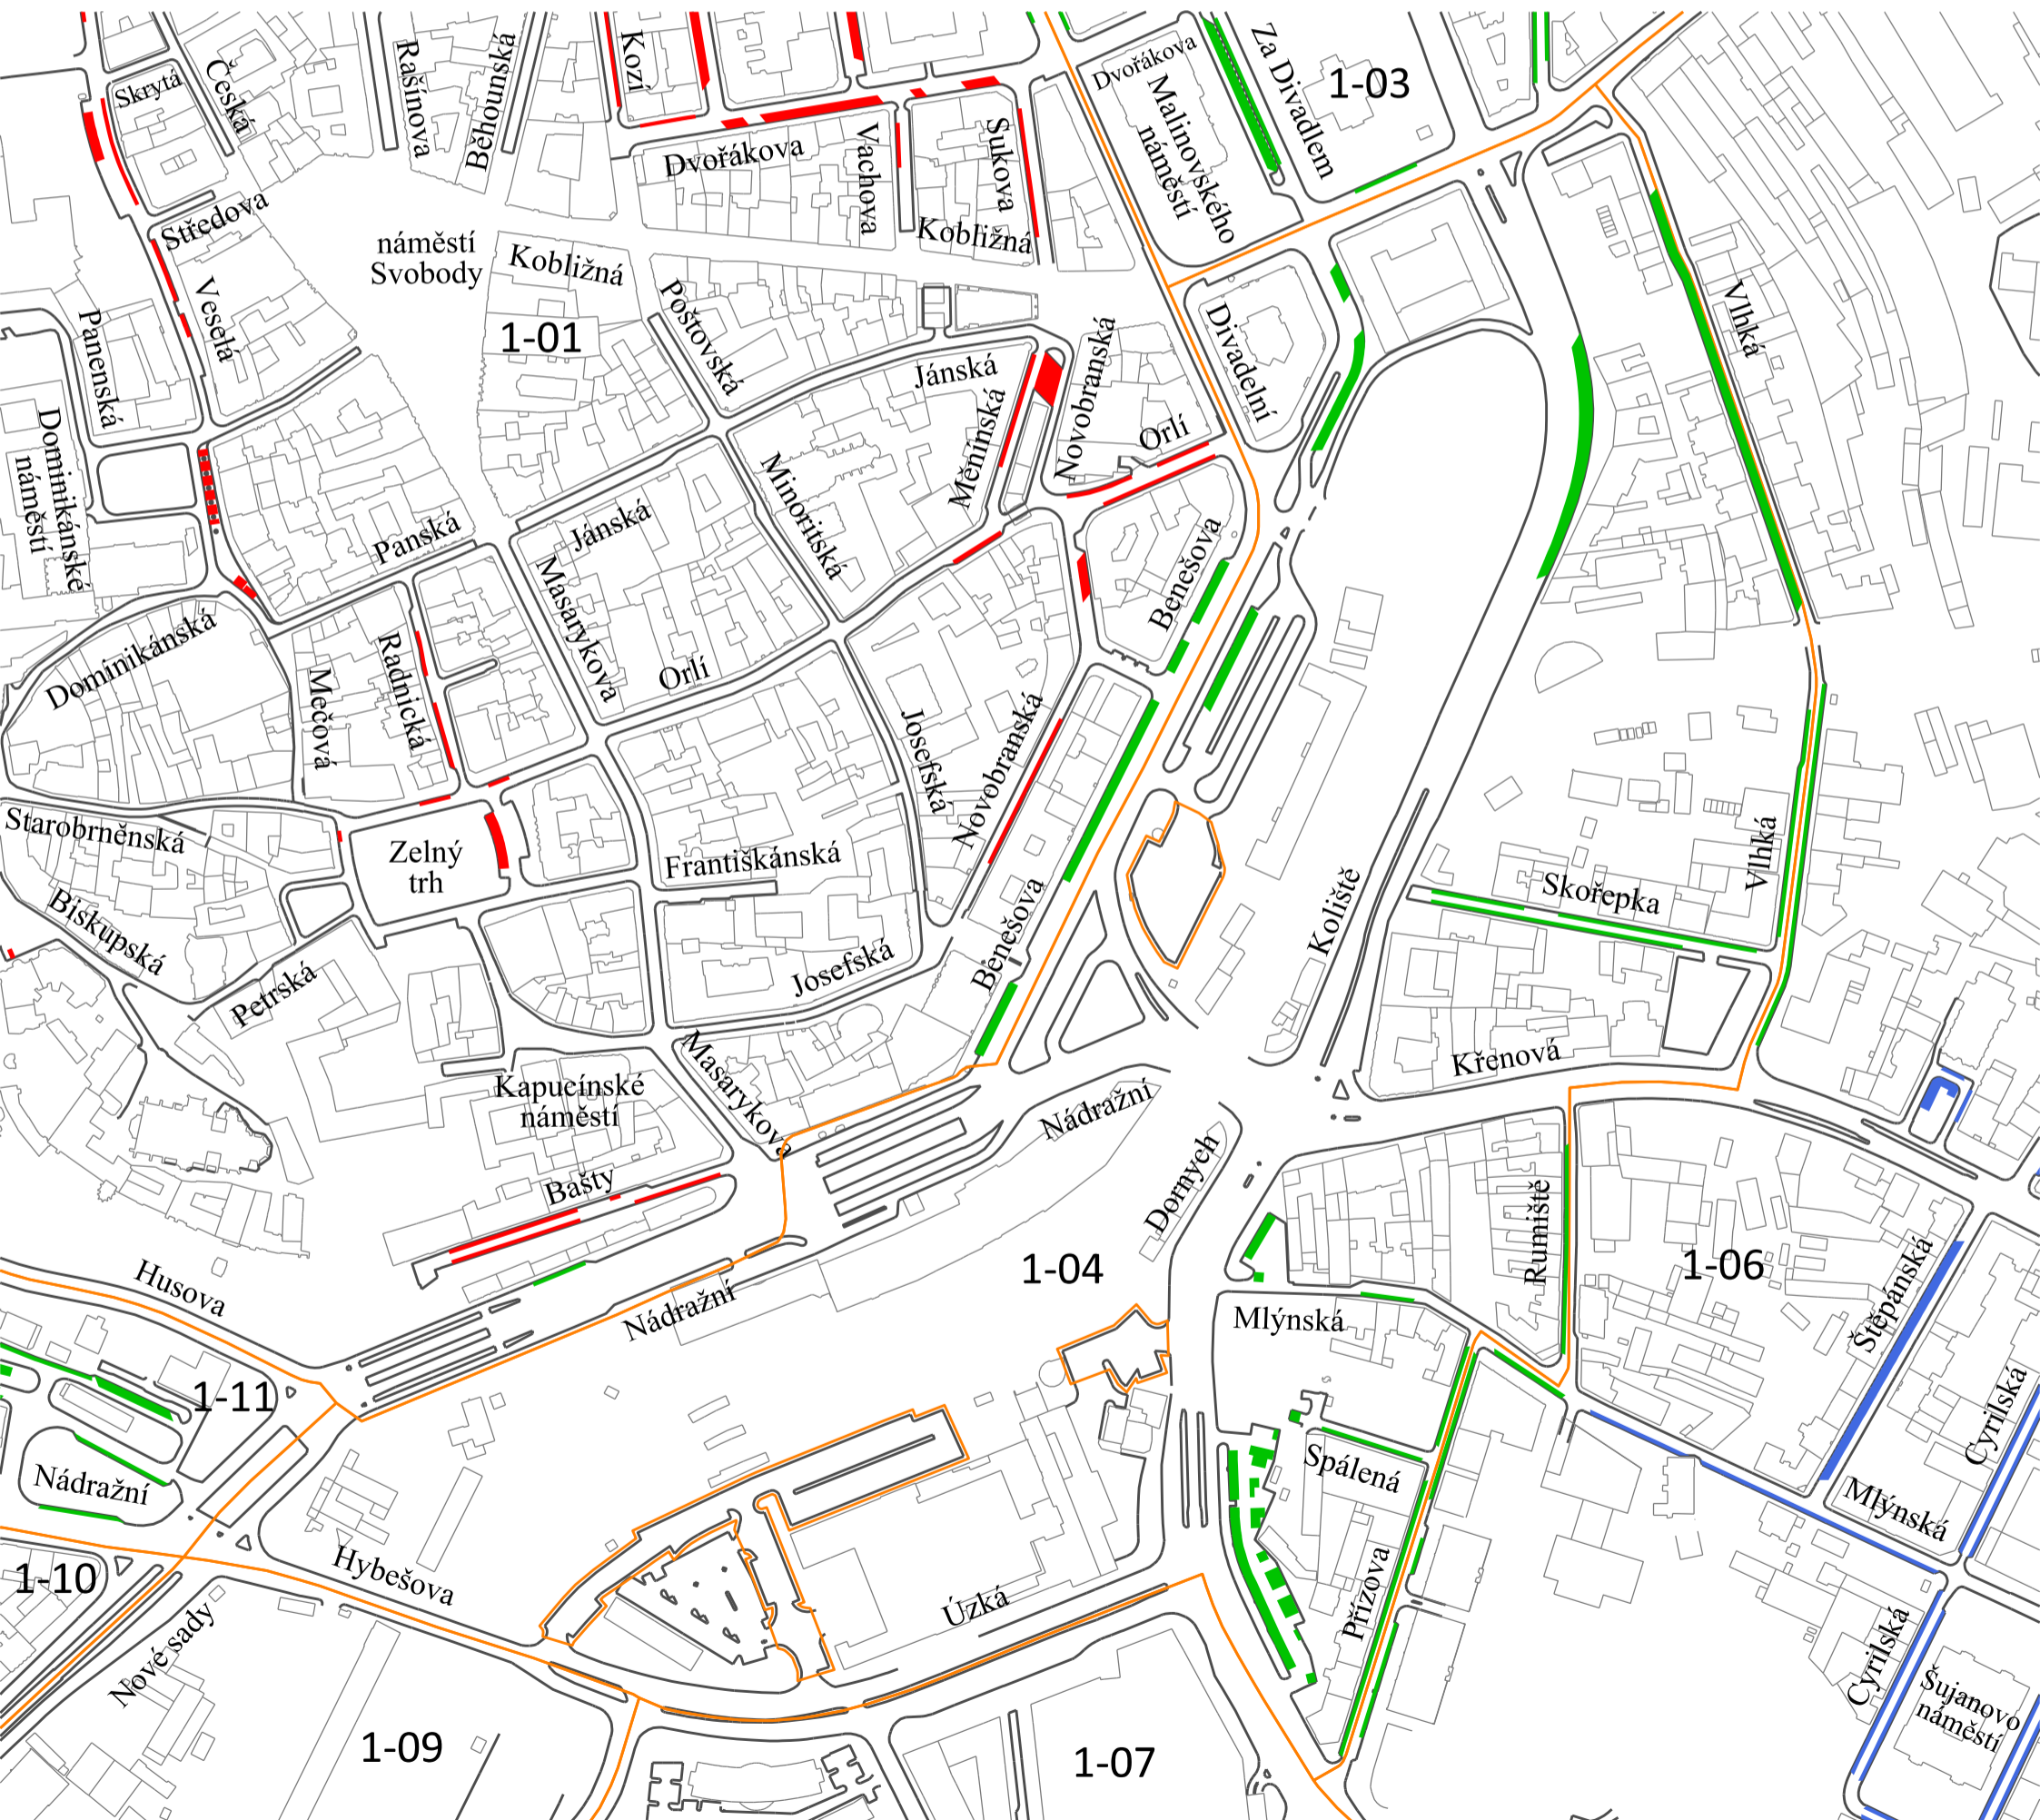 Skrytá
Česká
Rašínova
Běhounská
Kozí
Dvořákova
Za Divadlem
1-03
Malinovského
náměstí
Dvořákova
Vachova
Sukova
Kobližná
Středova
náměstí
Svobody
Kobližná
Veselá
Panenská
1-01
Poštovská
Jánská
Novobranská
Divadelní
Vlhká
Dominikánské
náměstí
Měnínská
Orlí
Panská
Jánská
Minoritská
Masarykova
Benešova
Dominikánská
Mečová
Radnická
Orlí
Josefská
Novobranská
Starobrněnská
Zelný
trh
Františkánská
Vlhká
Skořepka
Biskupská
Petrská
Josefská
Benešova
Koliště
Křenová
Kapucínské
náměstí
Masarykova
Nádražní
Bašty
Dornych
Rumiště
1-04
1-06
Štěpánská
Husova
Nádražní
Mlýnská
1-11
Cyrilská
Nádražní
Spálená
Mlýnská
1-10
Hybešova
Úzká
Přízova
Nové sady
Cyrilská
Šujanovo
náměstí
1-09
1-07